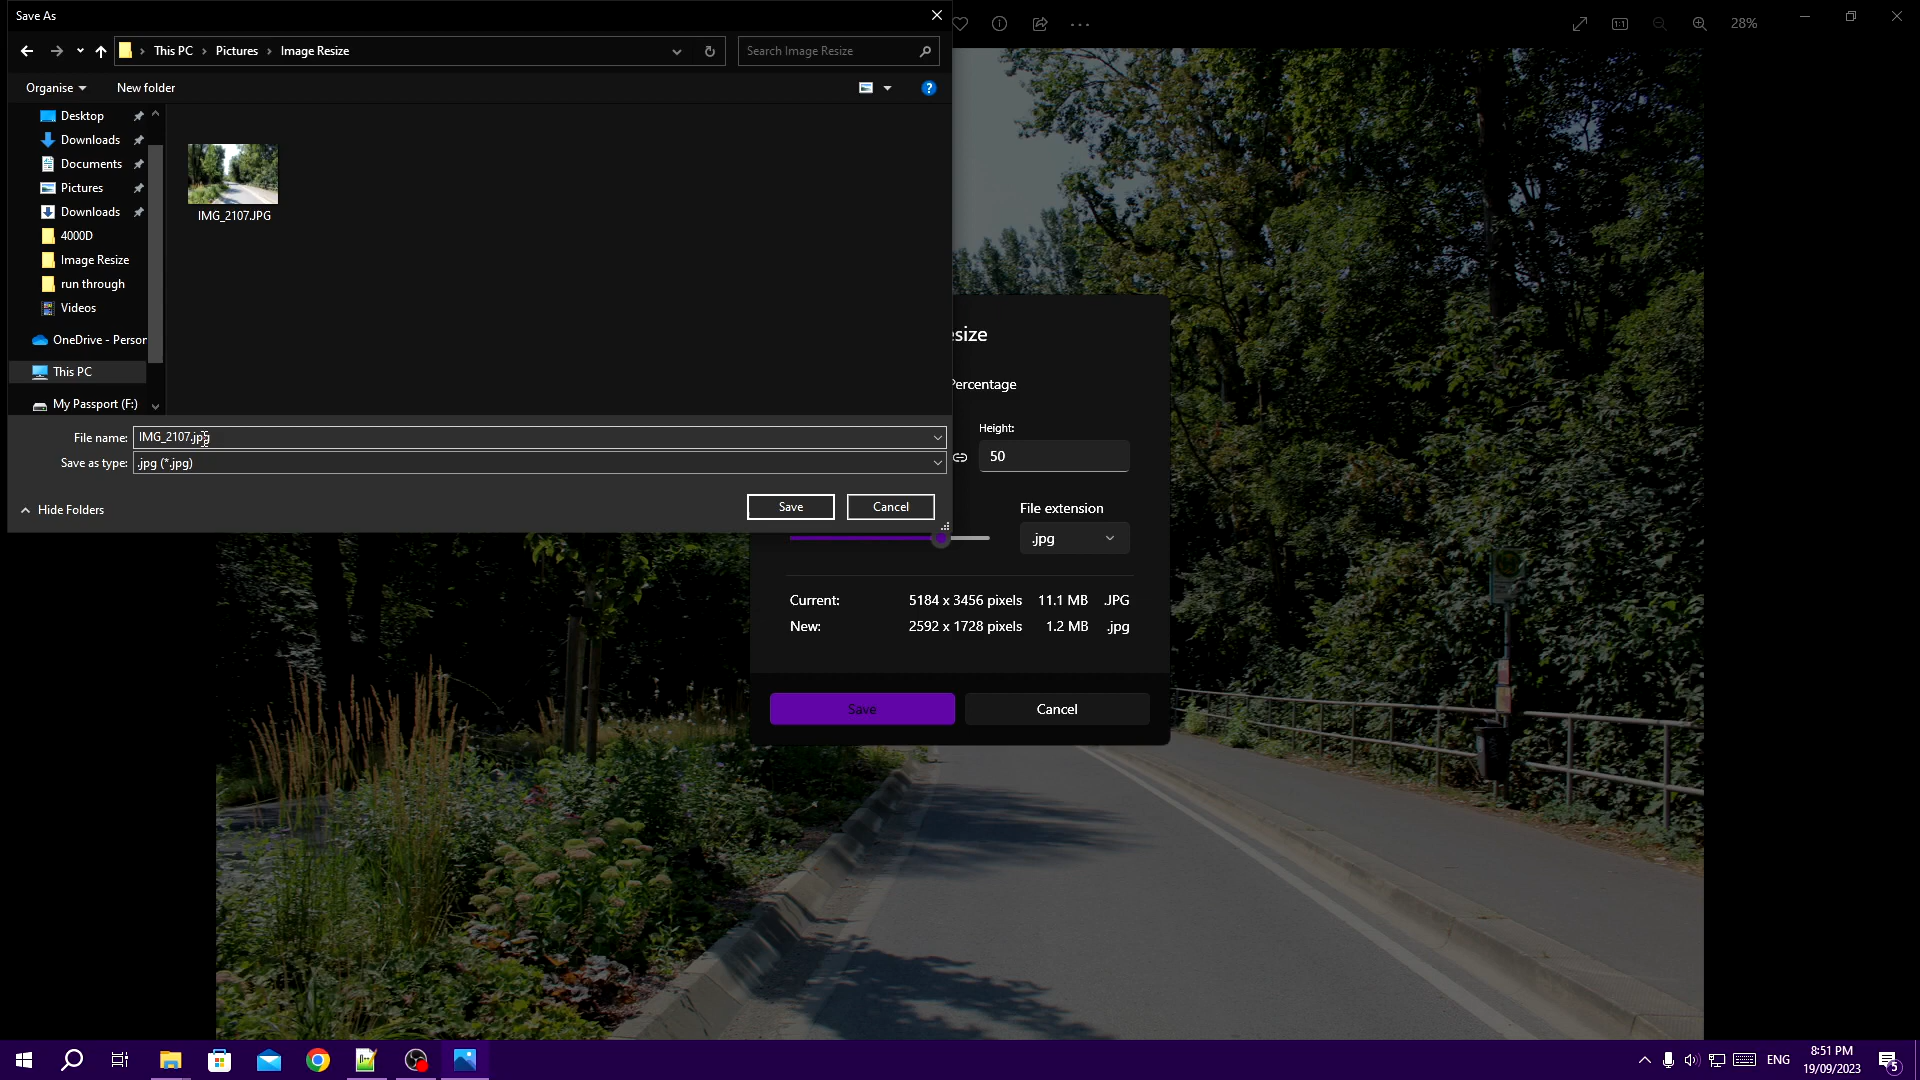 Save As
This PC
Pictures
Image Resize
Search Image Resize
28%
Organise
New folder
Desktop
Downloads
Documents
Pictures
Downloads
4000D
Image Resize
run through
Videos
OneDrive - Person
This PC
My Passport (F:)
IMG_2107.JPG
File name: IMG_2107.jpg
Save as type: .jpg (*.jpg)
Hide Folders
Save
Cancel
esize
Percentage
Height:
50
File extension
.jpg
Current: 5184 x 3456 pixels 11.1 MB .JPG
New: 2592 x 1728 pixels 1.2 MB .jpg
Save
Cancel
ENG
8:51 PM
19/09/2023
5